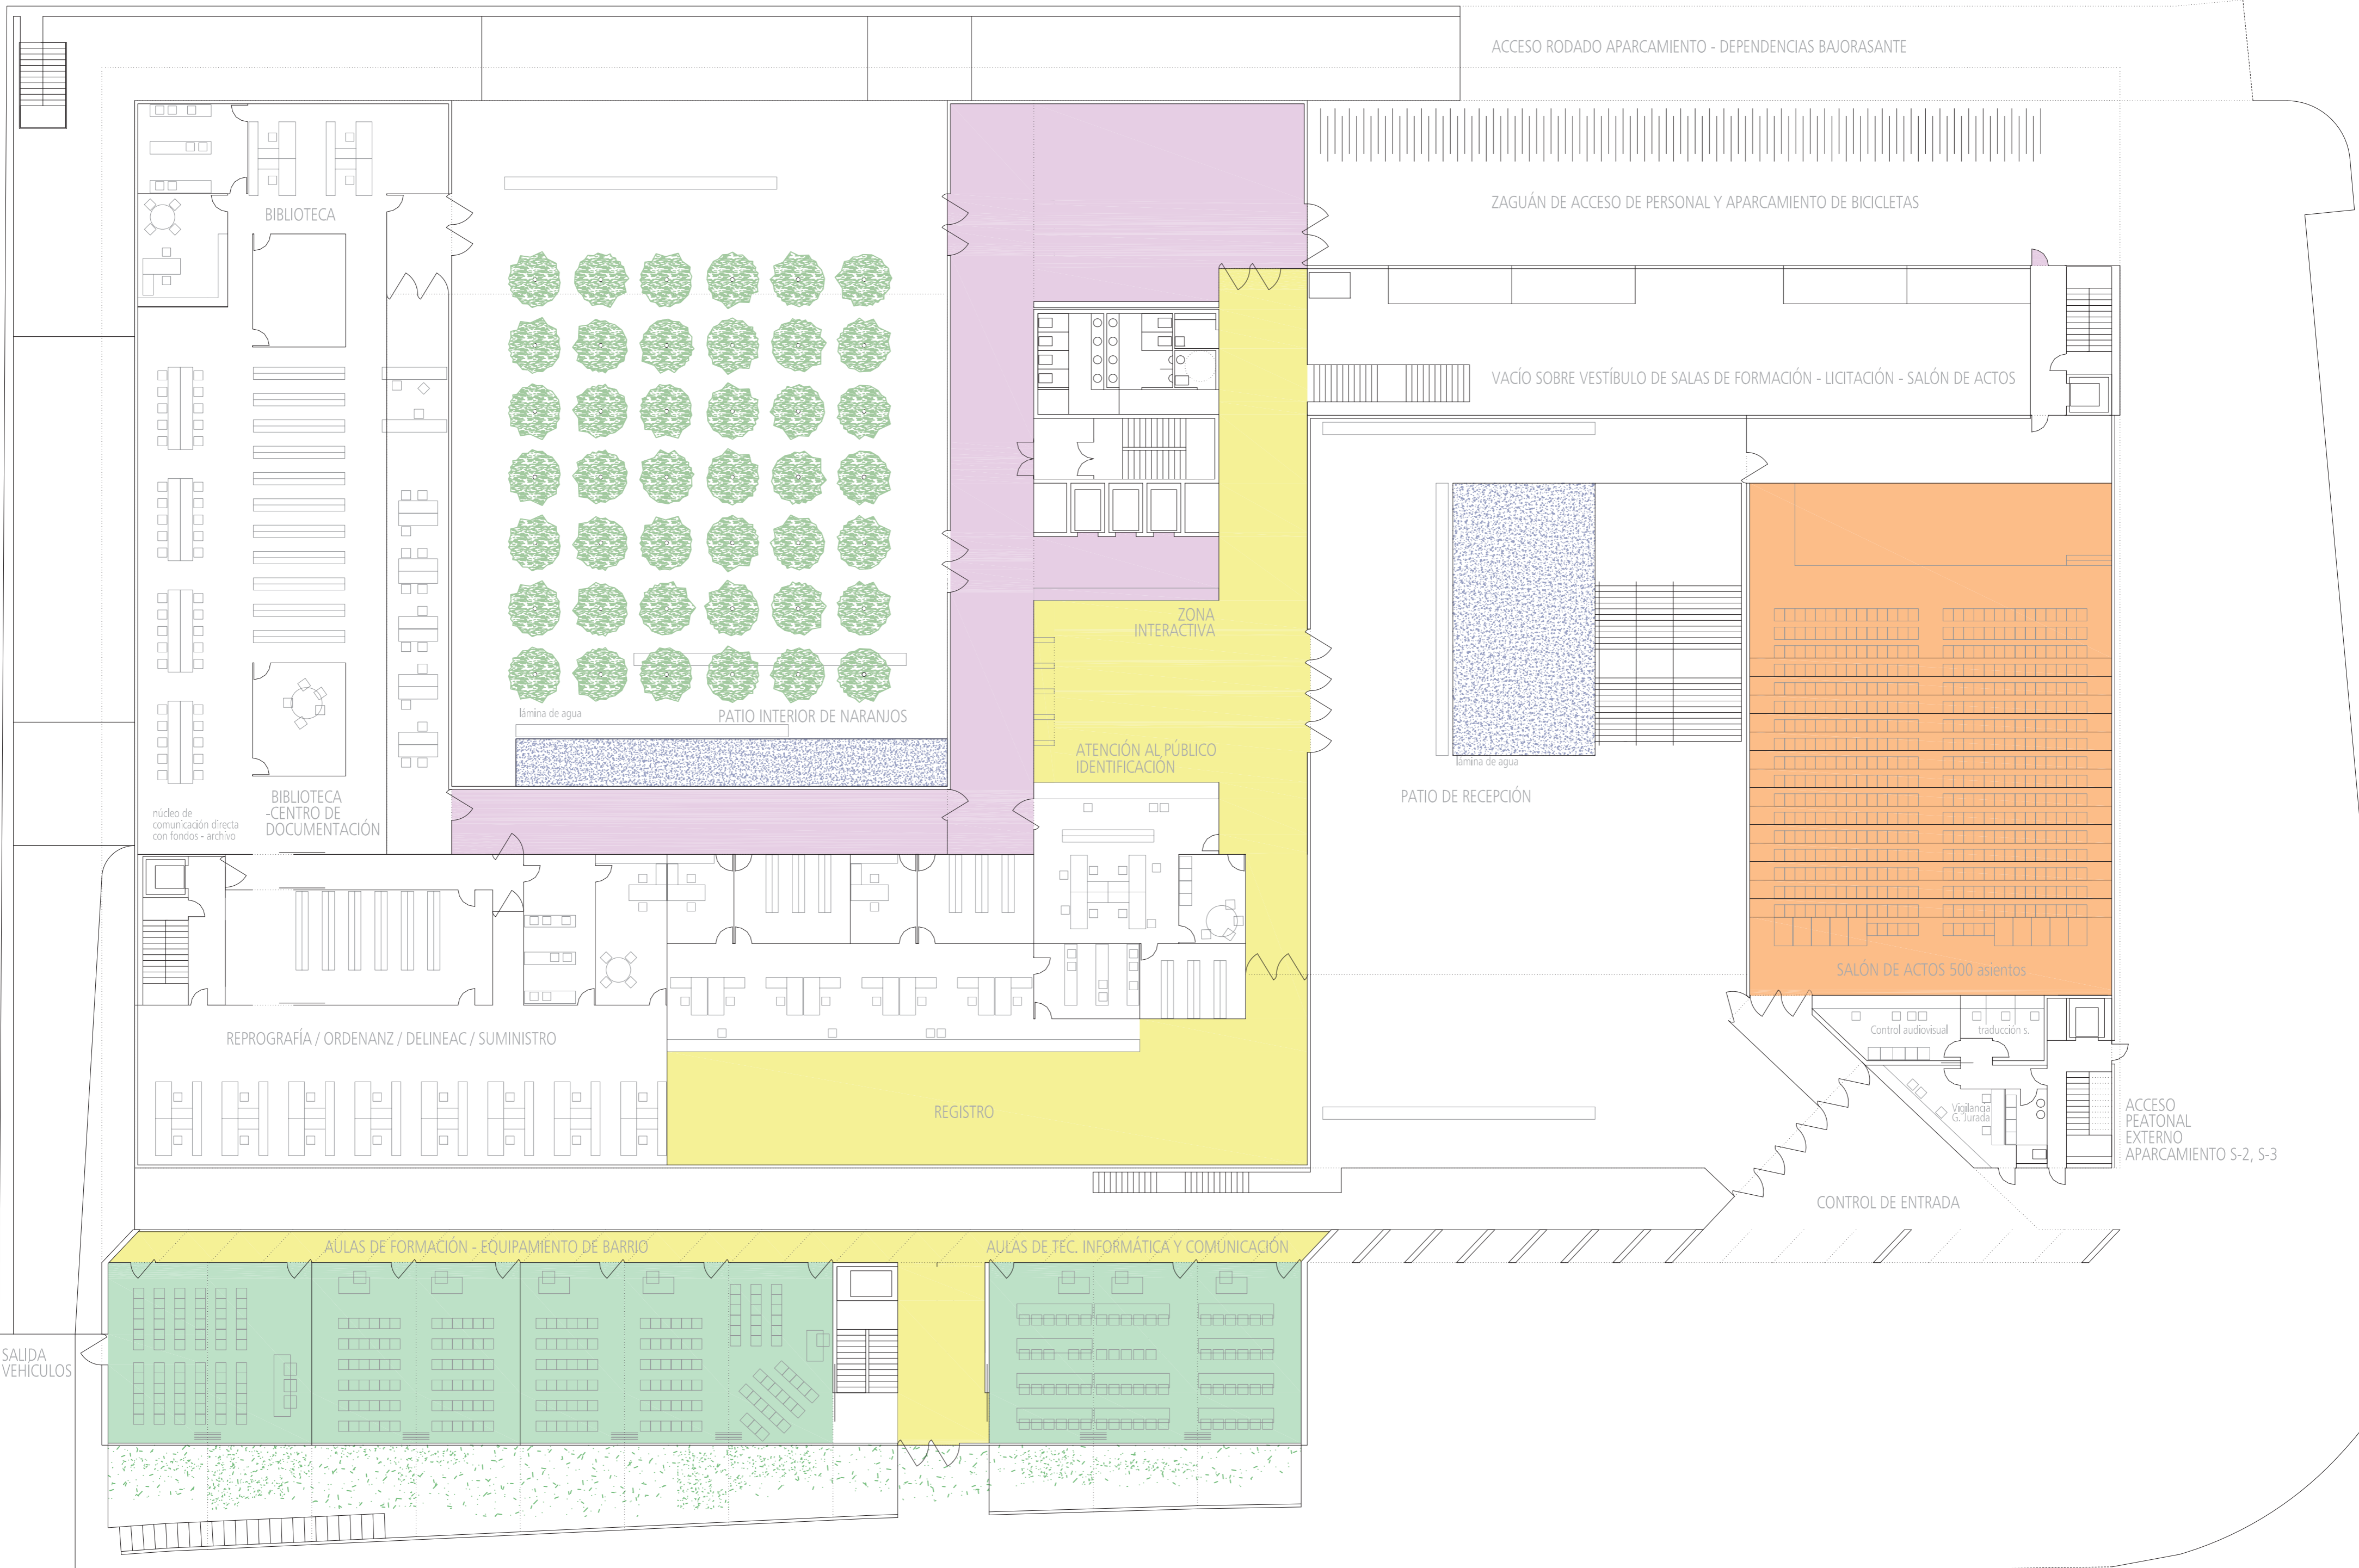 ACCESO RODADO APARCAMIENTO - DEPENDENCIAS BAJORASANTE
ZAGUÁN DE ACCESO DE PERSONAL Y APARCAMIENTO DE BICICLETAS
BIBLIOTECA
VACÍO SOBRE VESTÍBULO DE SALAS DE FORMACIÓN - LICITACIÓN - SALÓN DE ACTOS
ZONA
INTERACTIVA
lámina de agua
PATIO INTERIOR DE NARANJOS
ATENCIÓN AL PÚBLICO
IDENTIFICACIÓN
lámina de agua
PATIO DE RECEPCIÓN
BIBLIOTECA
-CENTRO DE
DOCUMENTACIÓN
núcleo de
comunicación directa
con fondos - archivo
SALÓN DE ACTOS 500 asientos
REPROGRAFÍA / ORDENANZ / DELINEAC / SUMINISTRO
Control audiovisual
traducción s.
REGISTRO
Vigilancia
G. Jurada
ACCESO
PEATONAL
EXTERNO
APARCAMIENTO S-2, S-3
CONTROL DE ENTRADA
AULAS DE FORMACIÓN - EQUIPAMIENTO DE BARRIO
AULAS DE TEC. INFORMÁTICA Y COMUNICACIÓN
SALIDA
VEHÍCULOS